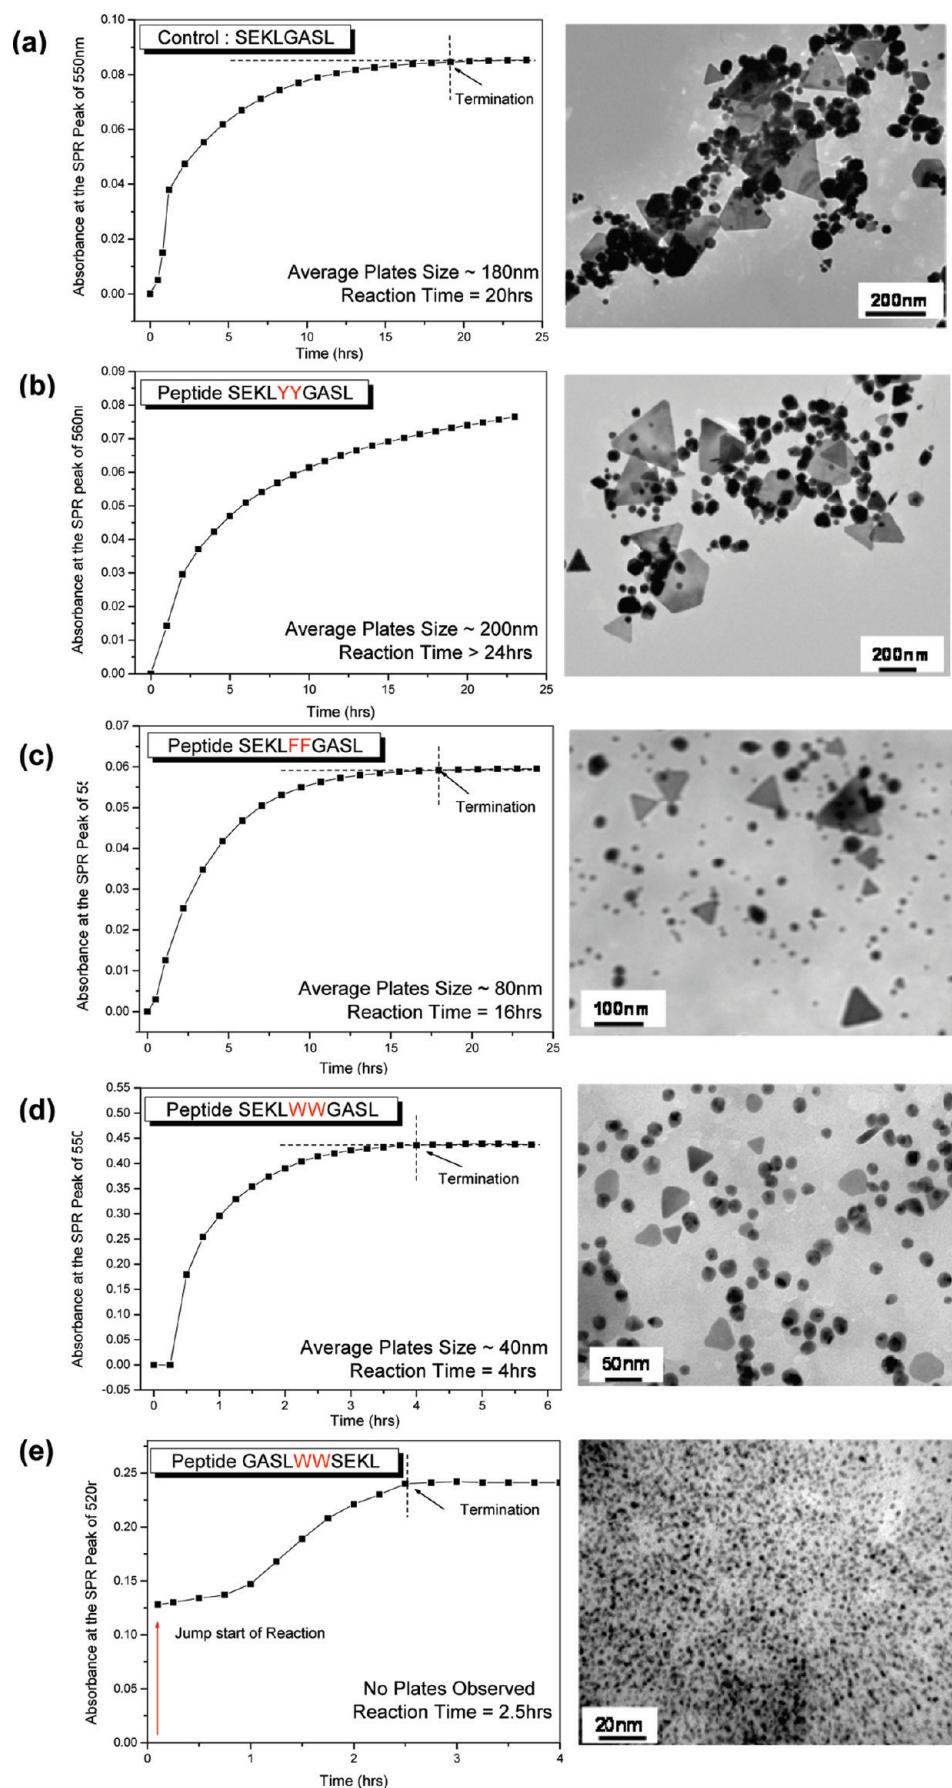 (a)
Control : SEKLGASL
Absorbance at the SPR Peak of 550nm
0.10
0.08
0.06
0.04
0.02
0.00
Termination
Average Plates Size ~ 180nm
Reaction Time = 20hrs
0 5 10 15 20 25
Time (hrs)
200nm
(b)
Peptide SEKLYYGASL
Absorbance at the SPR peak of 560n
0.09
0.08
0.07
0.06
0.05
0.04
0.03
0.02
0.01
0.00
Average Plates Size ~ 200nm
Reaction Time > 24hrs
0 5 10 15 20 25
Time (hrs)
200nm
(c)
Peptide SEKLFFGASL
Absorbance at the SPR Peak of 55
0.07
0.06
0.05
0.04
0.03
0.02
0.01
0.00
Termination
Average Plates Size ~ 80nm
Reaction Time = 16hrs
0 5 10 15 20 25
Time (hrs)
100nm
(d)
Peptide SEKLWWGASL
Absorbance at the SPR Peak of 550
0.55
0.50
0.45
0.40
0.35
0.30
0.25
0.20
0.15
0.10
0.05
0.00
-0.05
Termination
Average Plates Size ~ 40nm
Reaction Time = 4hrs
0 1 2 3 4 5 6
Time (hrs)
50nm
(e)
Peptide GASLWWSEKL
Absorbance at the SPR Peak of 520r
0.25
0.20
0.15
0.10
0.05
0.00
Termination
Jump start of Reaction
No Plates Observed
Reaction Time = 2.5hrs
0 1 2 3 4
Time (hrs)
20nm